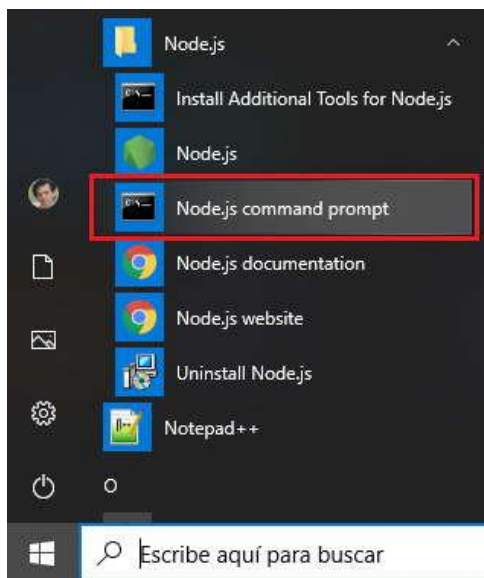 Node.js
Install Additional Tools for Node.js
Node.js
Node.js command prompt
Node.js documentation
Node.js website
Uninstall Node.js
Notepad++
O
Escribe aquí para buscar